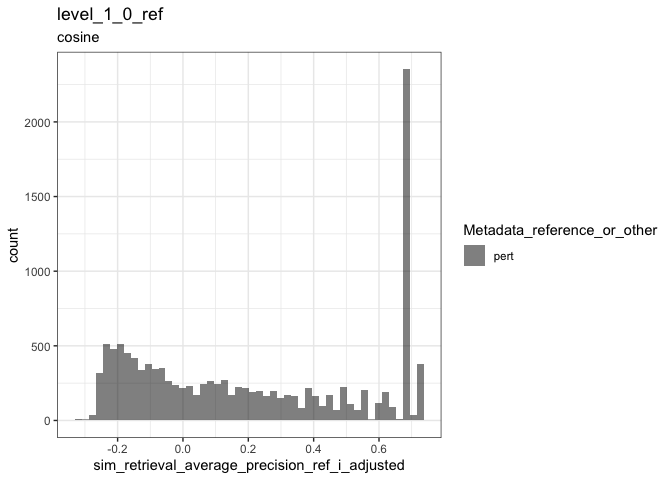 level_1_0_ref
cosine
2000
1500
1000
500
0
count
-0.2 0.0 0.2 0.4 0.6
sim_retrieval_average_precision_ref_i_adjusted
Metadata_reference_or_other
pert